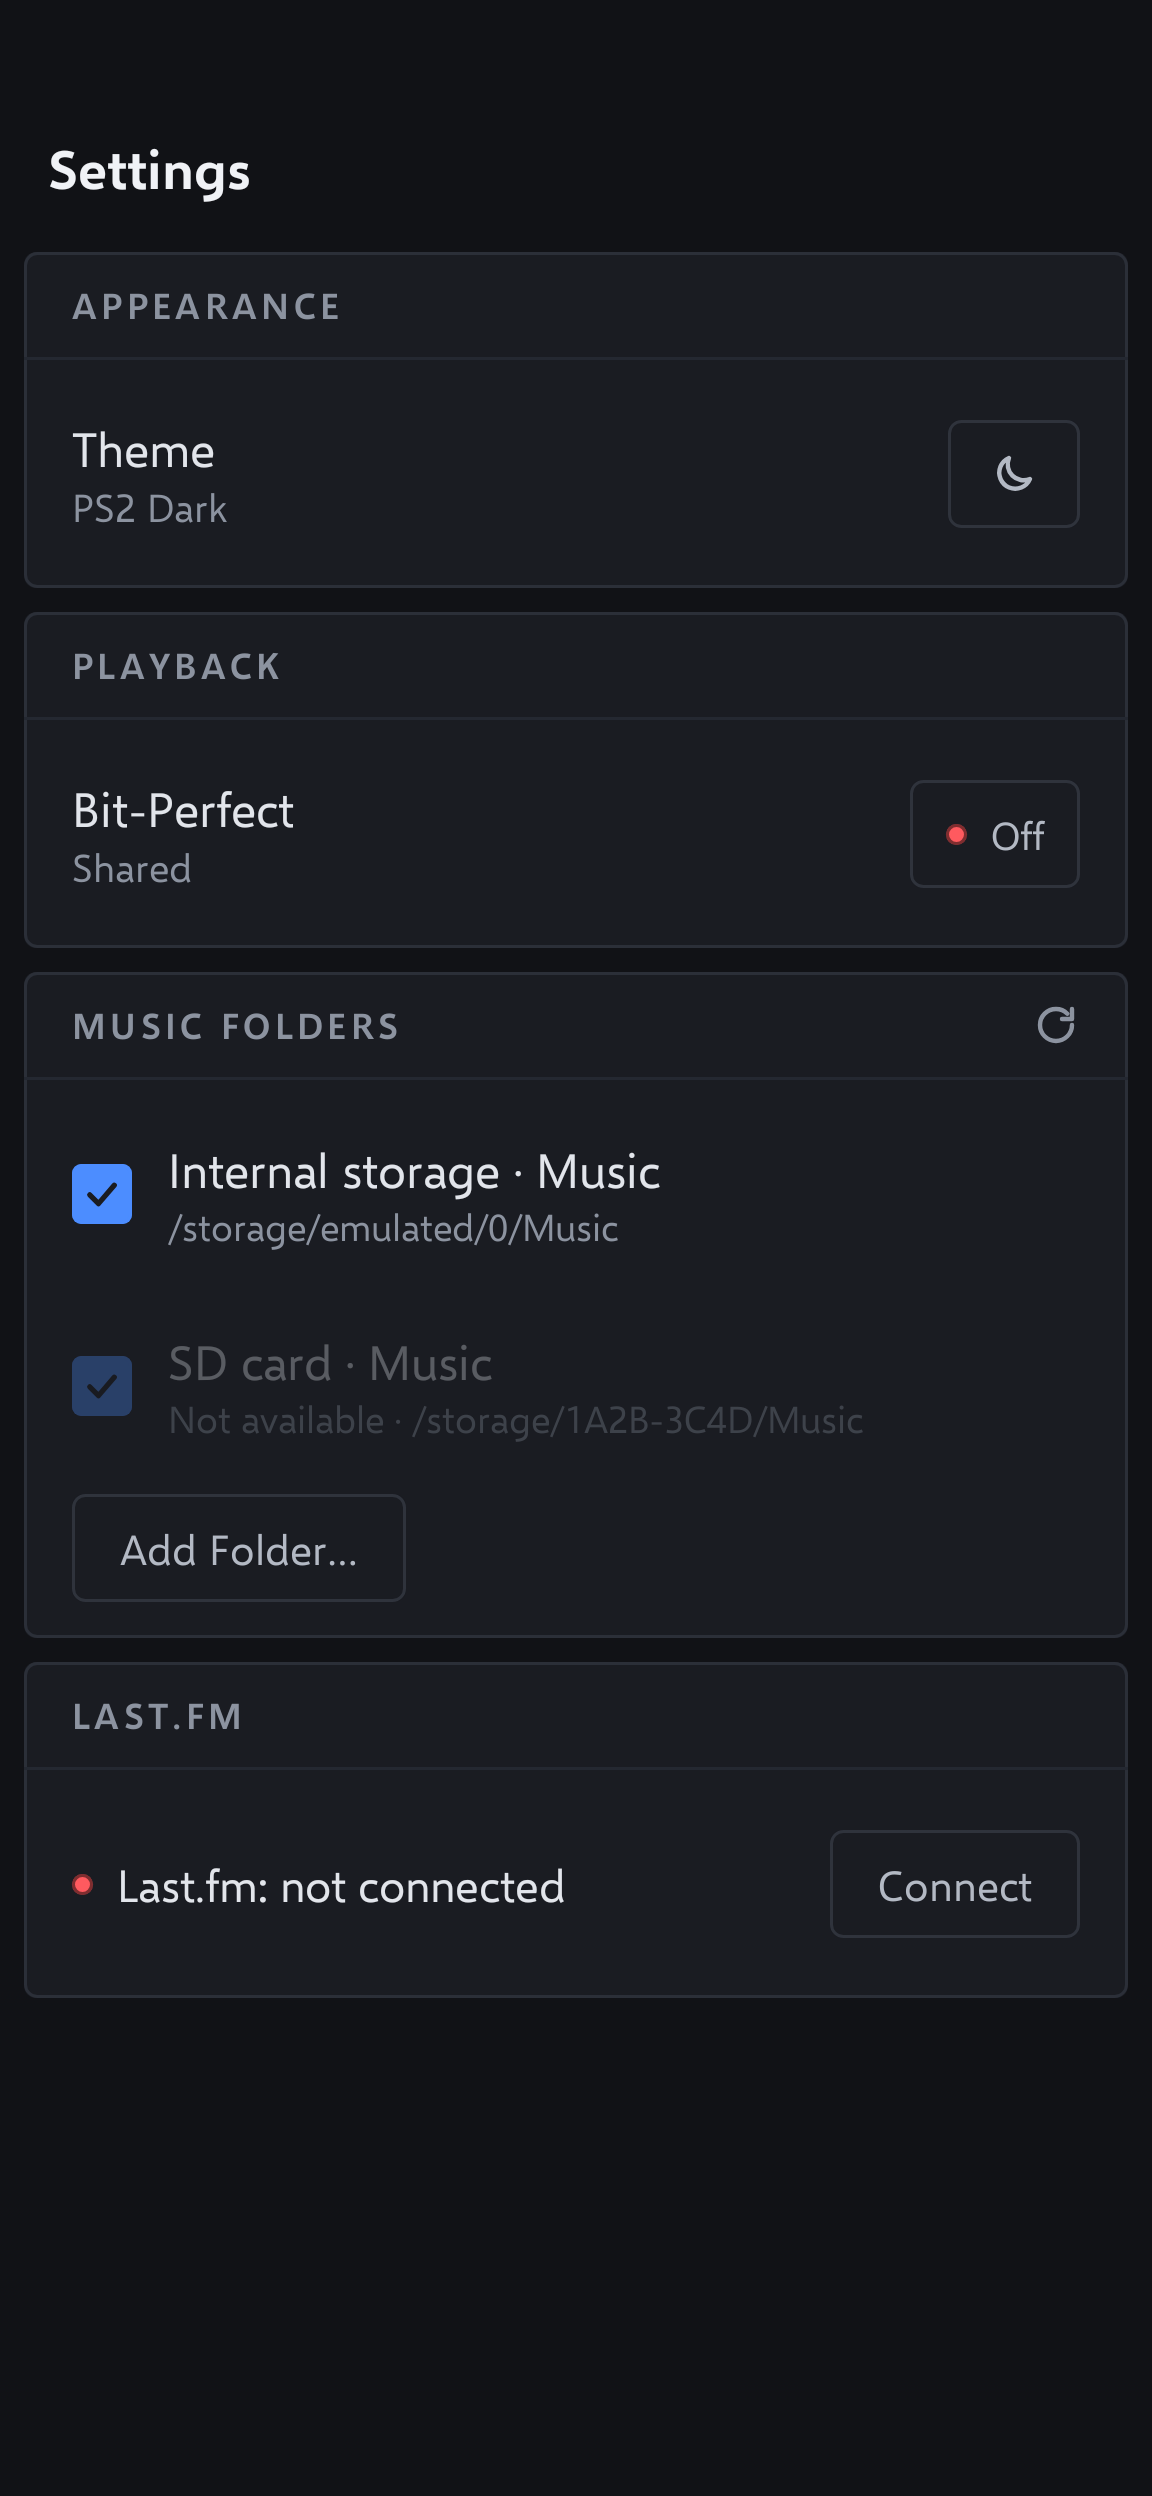 Settings
APPEARANCE
Theme
PS2 Dark
PLAYBACK
Bit-Perfect
Shared
Off
MUSIC FOLDERS
Internal storage · Music
/storage/emulated/0/Music
SD card · Music
Not available · /storage/1A2B-3C4D/Music
Add Folder...
LAST.FM
Last.fm: not connected
Connect